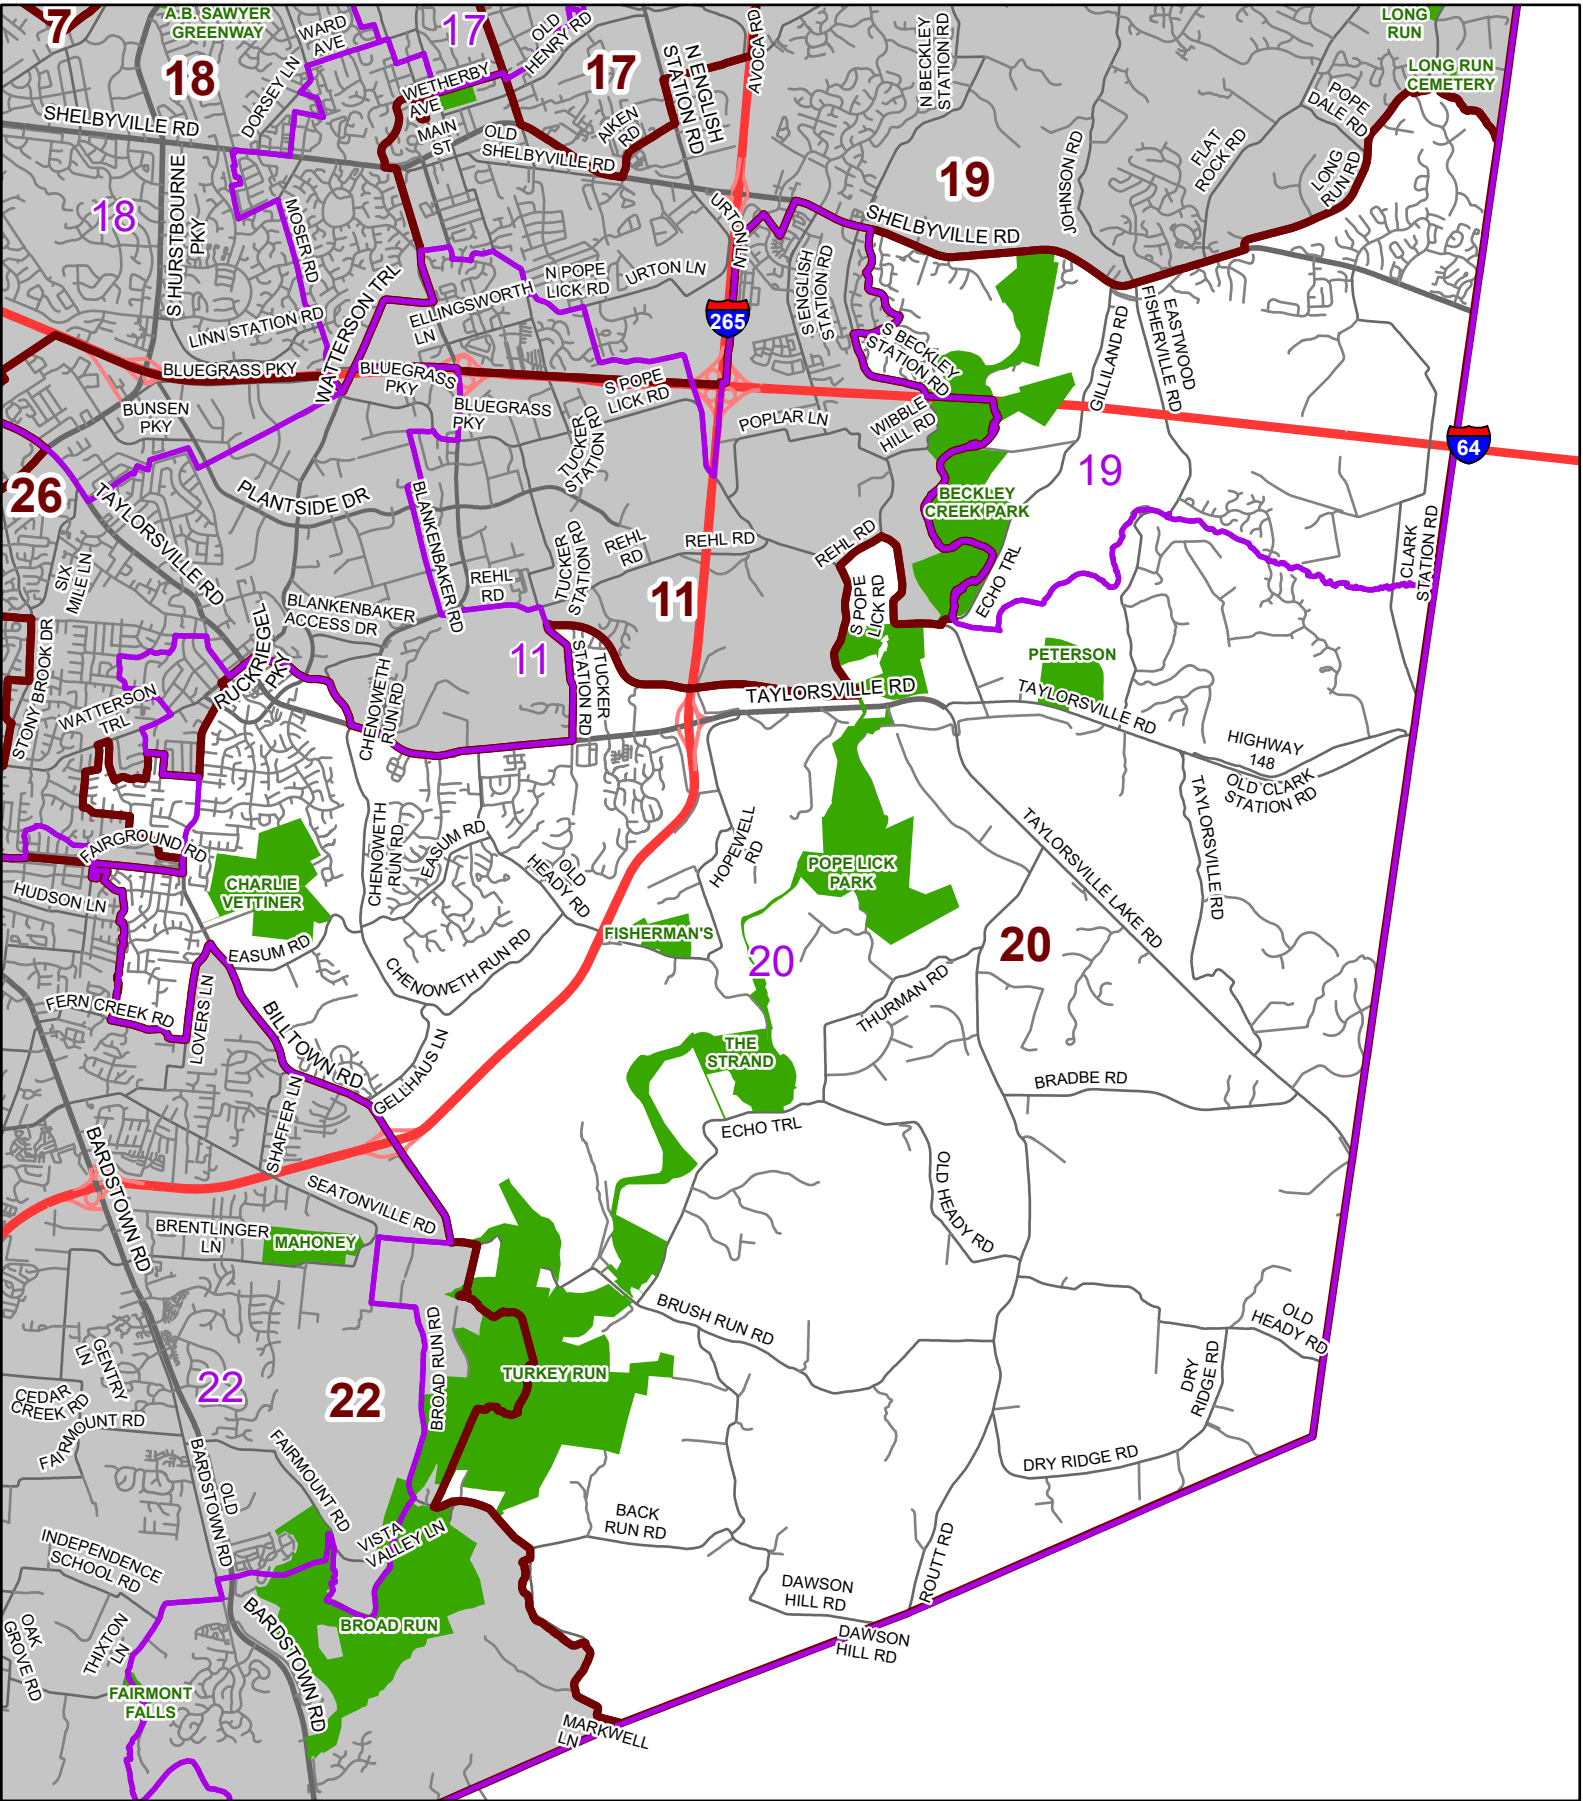 7
A.B. SAWYER
GREENWAY
WARD
AVE
17
OLD
HENRY RD
17
N ENGLISH
STATION RD
AVOCA RD
N BECKLEY
STATION RD
LONG
RUN
LONG RUN
CEMETERY
18
DORSEY LN
WETHERBY
AVE
MAIN
ST
OLD
SHELBYVILLE RD
AIKEN
RD
POPE
DALE RD
SHELBYVILLE RD
FLAT
ROCK RD
LONG
RUN RD
JOHNSON RD
19
SHELBYVILLE RD
18
S HURSTBOURNE
PKY
MOSER RD
URTON
LN
N POPE
LICK RD
URTON LN
S ENGLISH
STATION RD
WATTERSON TRL
ELLINGSWORTH
LN
LINN STATION RD
265
S BECKLEY
STATION RD
GILLILAND RD
EASTWOOD
FISHERVILLE RD
BLUEGRASS PKY
BLUEGRASS
PKY
BLUEGRASS
PKY
S POPE
LICK RD
POPLAR LN
WIBBLE
HILL RD
BUNSEN
PKY
TUCKER
STATION RD
64
26
19
TAYLORSVILLE RD
PLANTSIDE DR
BLANKENBAKER RD
BECKLEY
CREEK PARK
CLARK
STATION RD
SIX
MILE LN
REHL RD
REHL
RD
TUCKER
STATION RD
REHL RD
REHL
RD
ECHO TRL
S POPE
LICK RD
11
BLANKENBAKER
ACCESS DR
STONY BROOK DR
RUCKRIEGEL
PKY
11
PETERSON
CHENOWETH
RUN RD
TUCKER
STATION RD
TAYLORSVILLE RD
TAYLORSVILLE RD
WATTERSON
TRL
HIGHWAY
148
OLD CLARK
STATION RD
TAYLORSVILLE RD
FAIRGROUND RD
CHENOWETH
RUN RD
EASUM RD
OLD
HEADY RD
HOPEWELL
RD
TAYLORSVILLE LAKE RD
POPE LICK
PARK
HUDSON LN
CHARLIE
VETTINER
FISHERMAN'S
EASUM RD
CHENOWETH RUN RD
20
20
THURMAN RD
FERN CREEK RD
LOVERS LN
BILLTOWN RD
GELLHAUS LN
THE
STRAND
BRADBE RD
SHAFFER LN
ECHO TRL
BARDSTOWN RD
SEATONVILLE RD
OLD HEADY RD
BRENTLINGER
LN
MAHONEY
BRUSH RUN RD
OLD
HEADY RD
BROAD RUN RD
TURKEY RUN
DRY
RIDGE RD
GENTRY
LN
22
22
CEDAR
CREEK RD
FAIRMOUNT RD
FAIRMOUNT RD
DRY RIDGE RD
OLD
BARDSTOWN RD
BACK
RUN RD
VISTA
VALLEY LN
INDEPENDENCE
SCHOOL RD
ROUTT RD
DAWSON
HILL RD
BARDSTOWN RD
BROAD RUN
DAWSON
HILL RD
OAK
GROVE RD
THIXTON
LN
FAIRMONT
FALLS
MARKWELL
LN